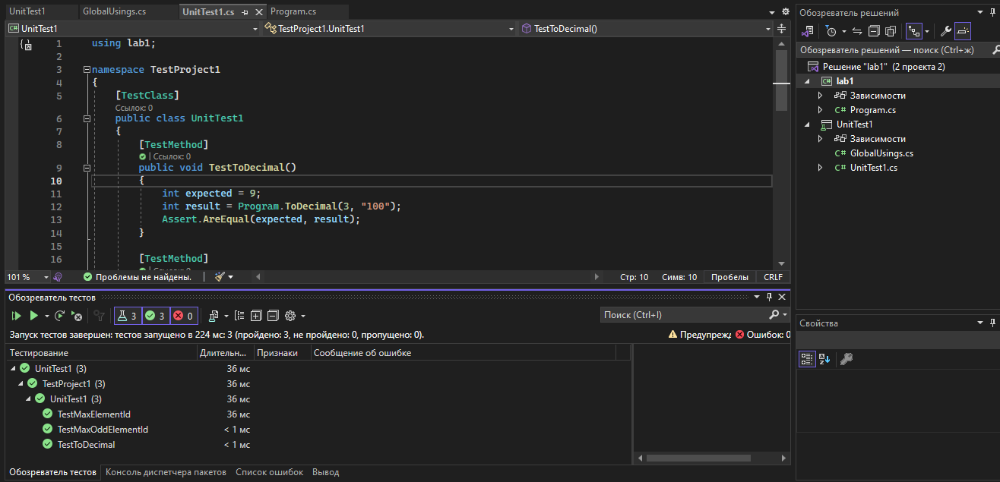 UnitTest1 GlobalUsings.cs UnitTest1.cs Program.cs
UnitTest1 TestProject1.UnitTest1 TestToDecimal()
1 using lab1;
2
3 namespace TestProject1
4 {
5 [TestClass]
Ссылок: 0
6 public class UnitTest1
7 {
8 [TestMethod]
| Ссылок: 0
9 public void TestToDecimal()
10 {
11 int expected = 9;
12 int result = Program.ToDecimal(3, "100");
13 Assert.AreEqual(expected, result);
14 }
15
16 [TestMethod]
| Ссылок: 0
101 % Проблемы не найдены. Стр: 10 Симв: 10 Пробелы CRLF
Обозреватель тестов
3 3 0
Поиск (Ctrl+I)
Запуск тестов завершен: тестов запущено в 224 мс: 3 (пройдено: 3, не пройдено: 0, пропущено: 0).
Предупрежд Ошибок: 0
Тестирование Длительн... Признаки Сообщение об ошибке
UnitTest1 (3) 36 мс
TestProject1 (3) 36 мс
UnitTest1 (3) 36 мс
TestMaxElementId 36 мс
TestMaxOddElementId < 1 мс
TestToDecimal < 1 мс
Обозреватель тестов Консоль диспетчера пакетов Список ошибок Вывод
Обозреватель решений
Обозреватель решений — поиск (Ctrl+ж)
Решение "lab1" (2 проекта 2)
C# lab1
Зависимости
C# Program.cs
UnitTest1
Зависимости
C# GlobalUsings.cs
C# UnitTest1.cs
Свойства